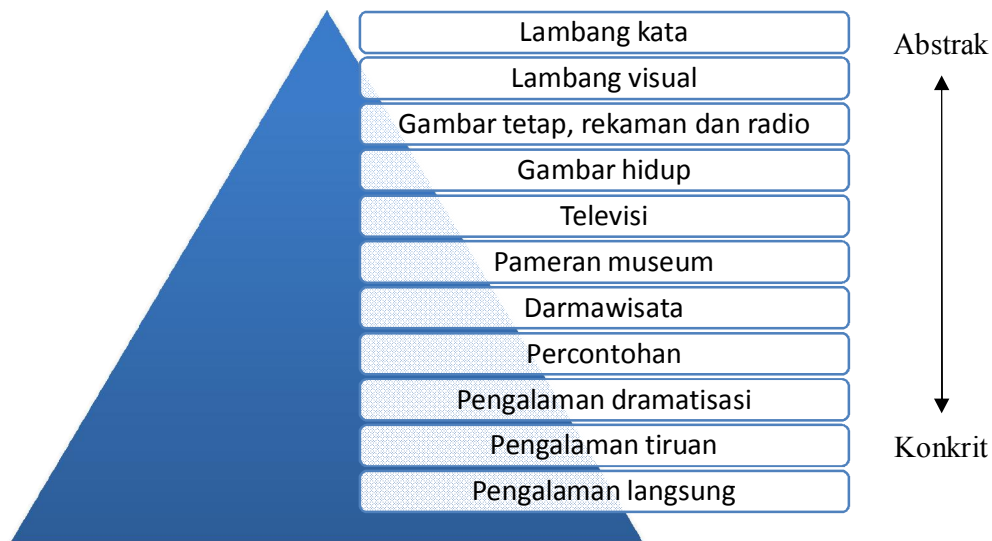 Lambang kata
Abstrak
Lambang visual
Gambar tetap, rekaman dan radio
Gambar hidup
Televisi
Pameran museum
Darmawisata
Percontohan
Pengalaman dramatisasi
Pengalaman tiruan
Konkrit
Pengalaman langsung